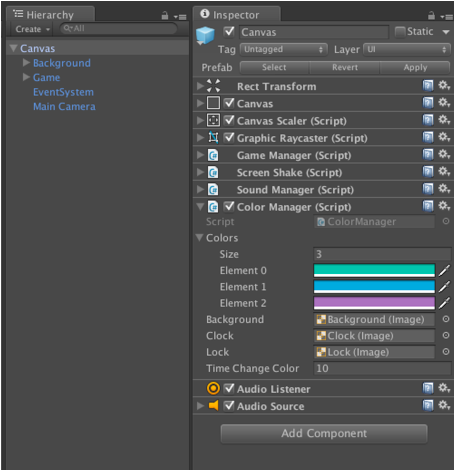 Hierarchy
Create
All
Canvas
Background
Game
EventSystem
Main Camera
Inspector
Canvas
Static
Tag Untagged Layer UI
Prefab Select Revert Apply
Rect Transform
Canvas
Canvas Scaler (Script)
Graphic Raycaster (Script)
Game Manager (Script)
Screen Shake (Script)
Sound Manager (Script)
Color Manager (Script)
Script ColorManager
Colors
Size 3
Element 0
Element 1
Element 2
Background Background (Image)
Clock Clock (Image)
Lock Lock (Image)
Time Change Color 10
Audio Listener
Audio Source
Add Component